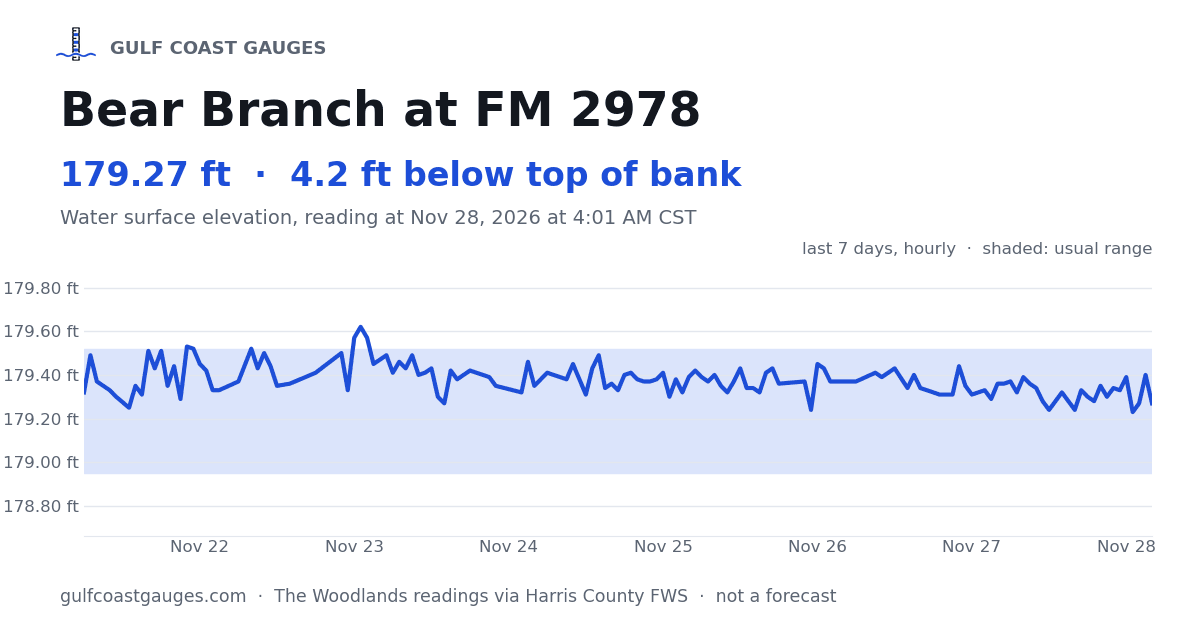 GULF COAST GAUGES
Bear Branch at FM 2978
179.27 ft · 4.2 ft below top of bank
Water surface elevation, reading at Nov 28, 2026 at 4:01 AM CST
last 7 days, hourly · shaded: usual range
179.80 ft
179.60 ft
179.40 ft
179.20 ft
179.00 ft
178.80 ft
Nov 22 Nov 23 Nov 24 Nov 25 Nov 26 Nov 27 Nov 28
gulfcoastgauges.com · The Woodlands readings via Harris County FWS · not a forecast